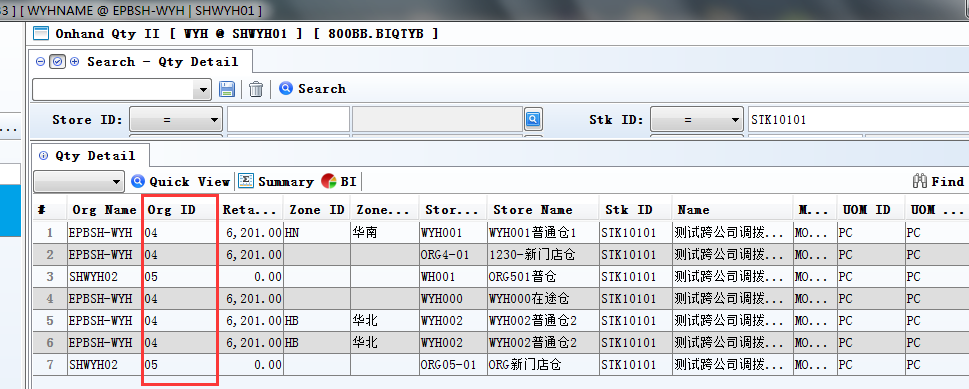 s3 ] [ WYHNAME @ EPBSH-WYH | SHWYH01 ]
Onhand Qty II [ WYH @ SHWYH01 ] [ 800BB.BIQTYB ]
Search - Qty Detail
Search
Store ID: = Stk ID: = STK10101
...
Qty Detail
Quick View Summary BI Find
# Org Name Org ID Reta... Zone ID Zone... Stor... Store Name Stk ID Name M... UOM ID UOM ...
1 EPBSH-WYH 04 6,201.00 HN 华南 WYH001 WYH001普通仓1 STK10101 测试跨公司调拨... MO... PC PC
2 EPBSH-WYH 04 6,201.00 ORG4-01 1230-新门店仓 STK10101 测试跨公司调拨... MO... PC PC
3 SHWYH02 05 0.00 WH001 ORG501普仓 STK10101 测试跨公司调拨... MO... PC PC
4 EPBSH-WYH 04 6,201.00 WYH000 WYH000在途仓 STK10101 测试跨公司调拨... MO... PC PC
5 EPBSH-WYH 04 6,201.00 HB 华北 WYH002 WYH002普通仓2 STK10101 测试跨公司调拨... MO... PC PC
6 EPBSH-WYH 04 6,201.00 HB 华北 WYH002 WYH002普通仓2 STK10101 测试跨公司调拨... MO... PC PC
7 SHWYH02 05 0.00 ORG05-01 ORG新门店仓 STK10101 测试跨公司调拨... MO... PC PC